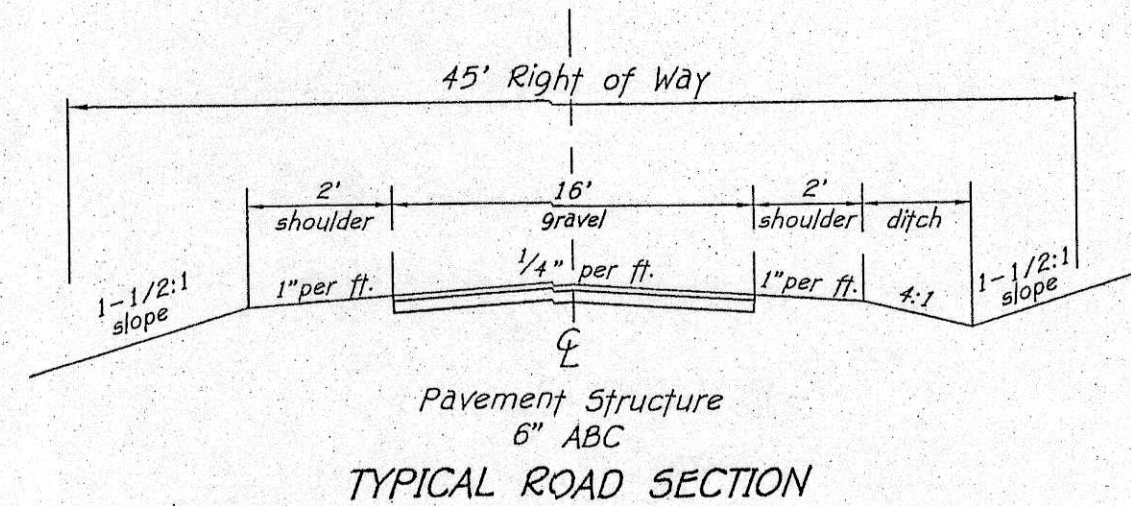 45' Right of Way
2'
shoulder
16'
gravel
2'
shoulder
ditch
1-1/2:1
slope
1" per ft.
1/4" per ft.
1" per ft.
4:1
1-1/2:1
slope
℄
Pavement Structure
6" ABC
TYPICAL ROAD SECTION